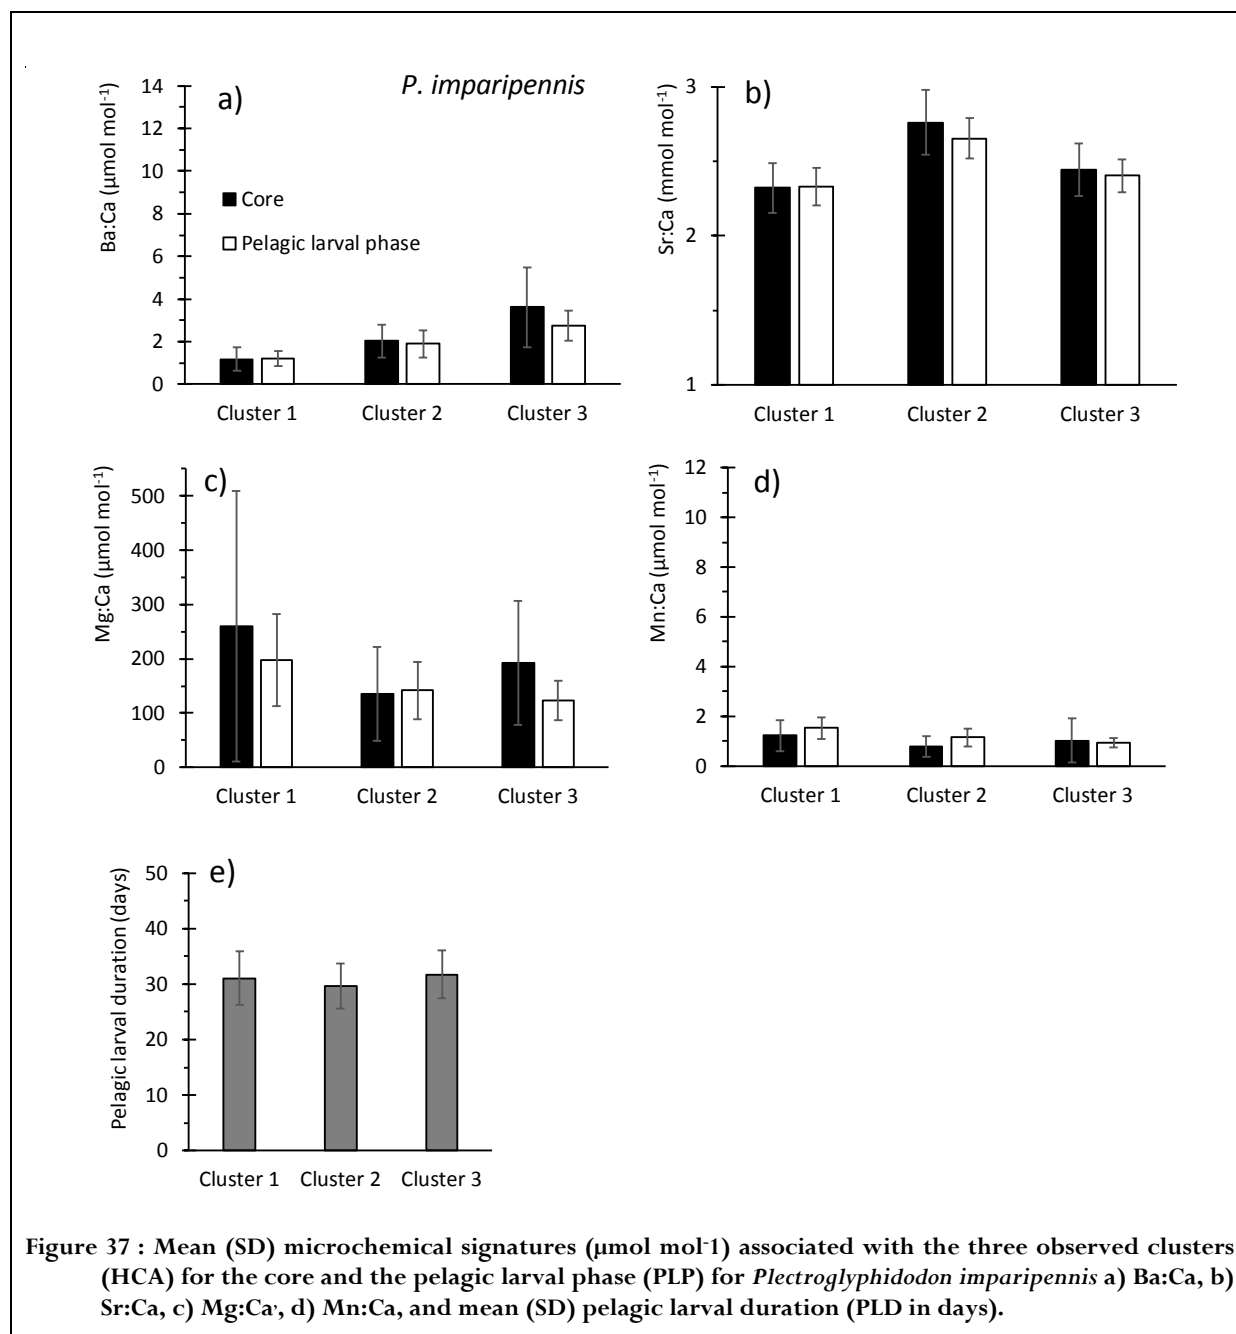 P. imparipennis
a)
Ba:Ca (µmol mol-1)
14
12
10
8
6
4
2
0
Core
Pelagic larval phase
Cluster 1 Cluster 2 Cluster 3
b)
Sr:Ca (mmol mol-1)
3
2
1
Cluster 1 Cluster 2 Cluster 3
c)
Mg:Ca (µmol mol-1)
500
400
300
200
100
0
Cluster 1 Cluster 2 Cluster 3
d)
Mn:Ca (µmol mol-1)
12
10
8
6
4
2
0
Cluster 1 Cluster 2 Cluster 3
e)
Pelagic larval duration (days)
50
40
30
20
10
0
Cluster 1 Cluster 2 Cluster 3
Figure 37 : Mean (SD) microchemical signatures (µmol mol-1) associated with the three observed clusters
(HCA) for the core and the pelagic larval phase (PLP) for Plectroglyphidodon imparipennis a) Ba:Ca, b)
Sr:Ca, c) Mg:Ca, d) Mn:Ca, and mean (SD) pelagic larval duration (PLD in days).